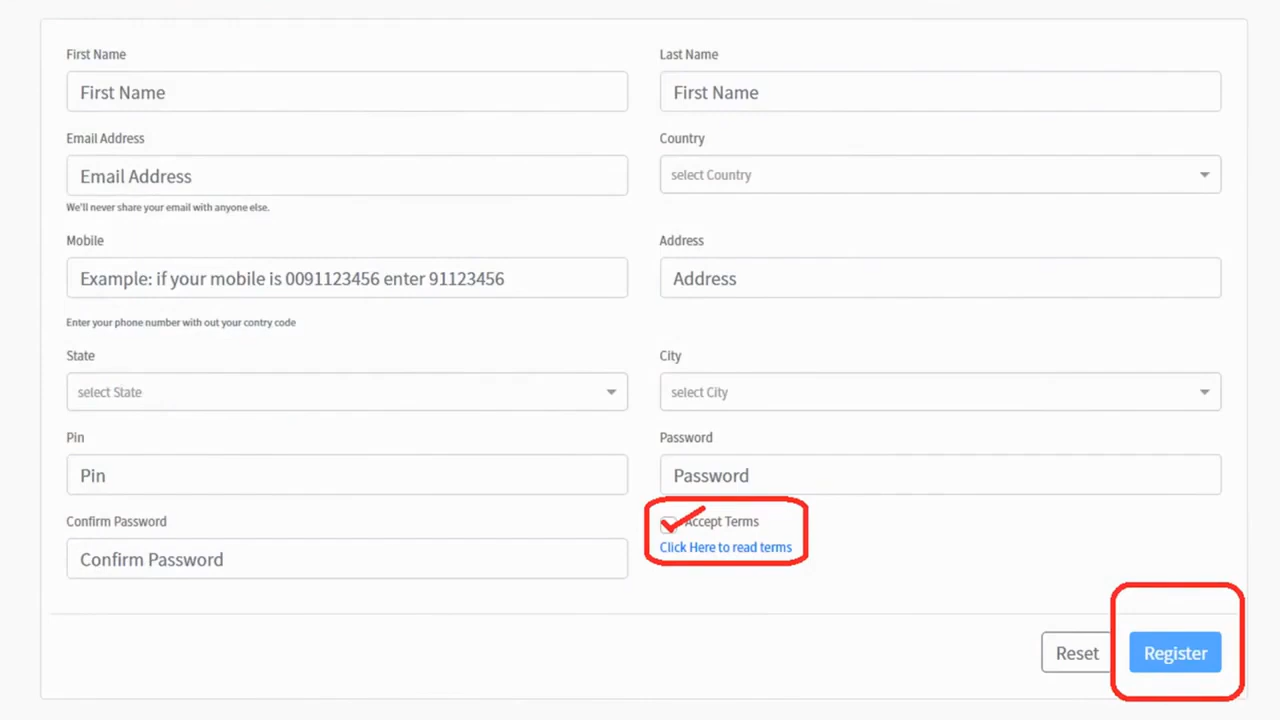 First Name
Last Name
First Name
First Name
Email Address
Country
Email Address
select Country
We'll never share your email with anyone else.
Mobile
Address
Example: if your mobile is 0091123456 enter 91123456
Address
Enter your phone number with out your contry code
State
City
select State
select City
Pin
Password
Pin
Password
Confirm Password
Accept Terms
Click Here to read terms
Confirm Password
Reset
Register